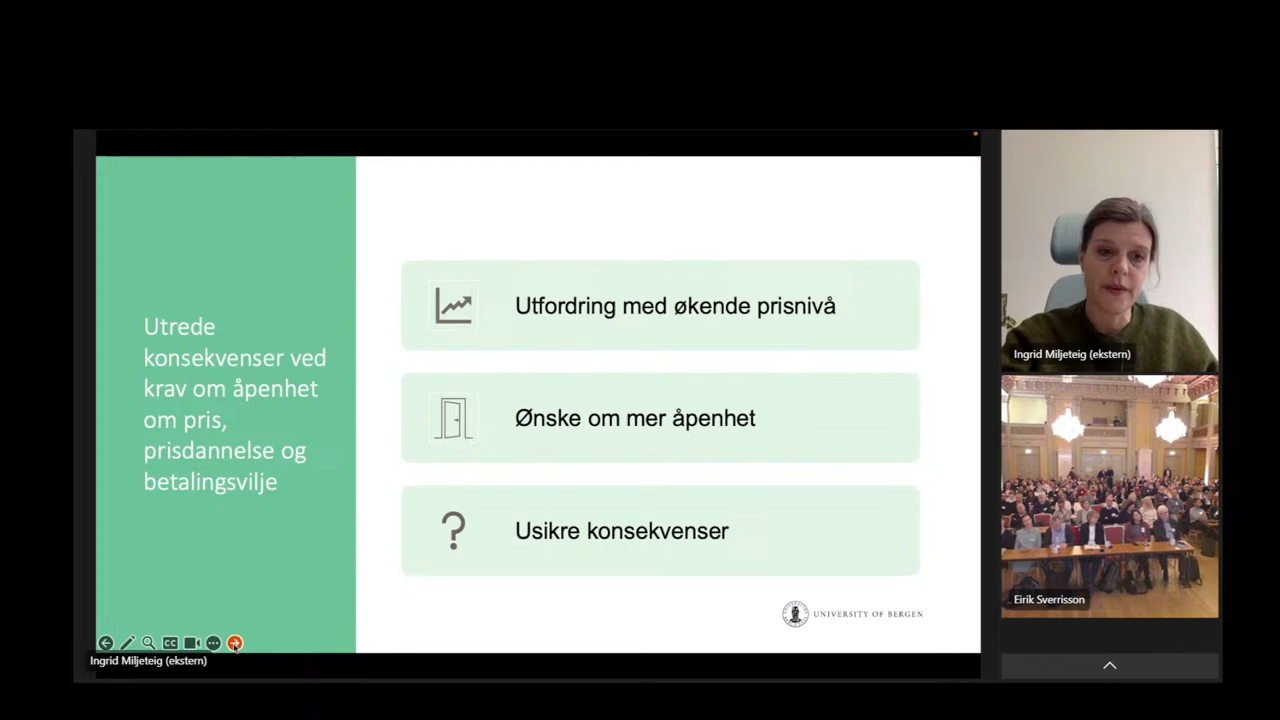 Utrede
konsekvenser ved
krav om åpenhet
om pris,
prisdannelse og
betalingsvilje
Utfordring med økende prisnivå
Ønske om mer åpenhet
?
Usikre konsekvenser
UNIVERSITY OF BERGEN
CC
Ingrid Miljeteig (ekstern)
Ingrid Miljeteig (ekstern)
Eirik Sverrisson